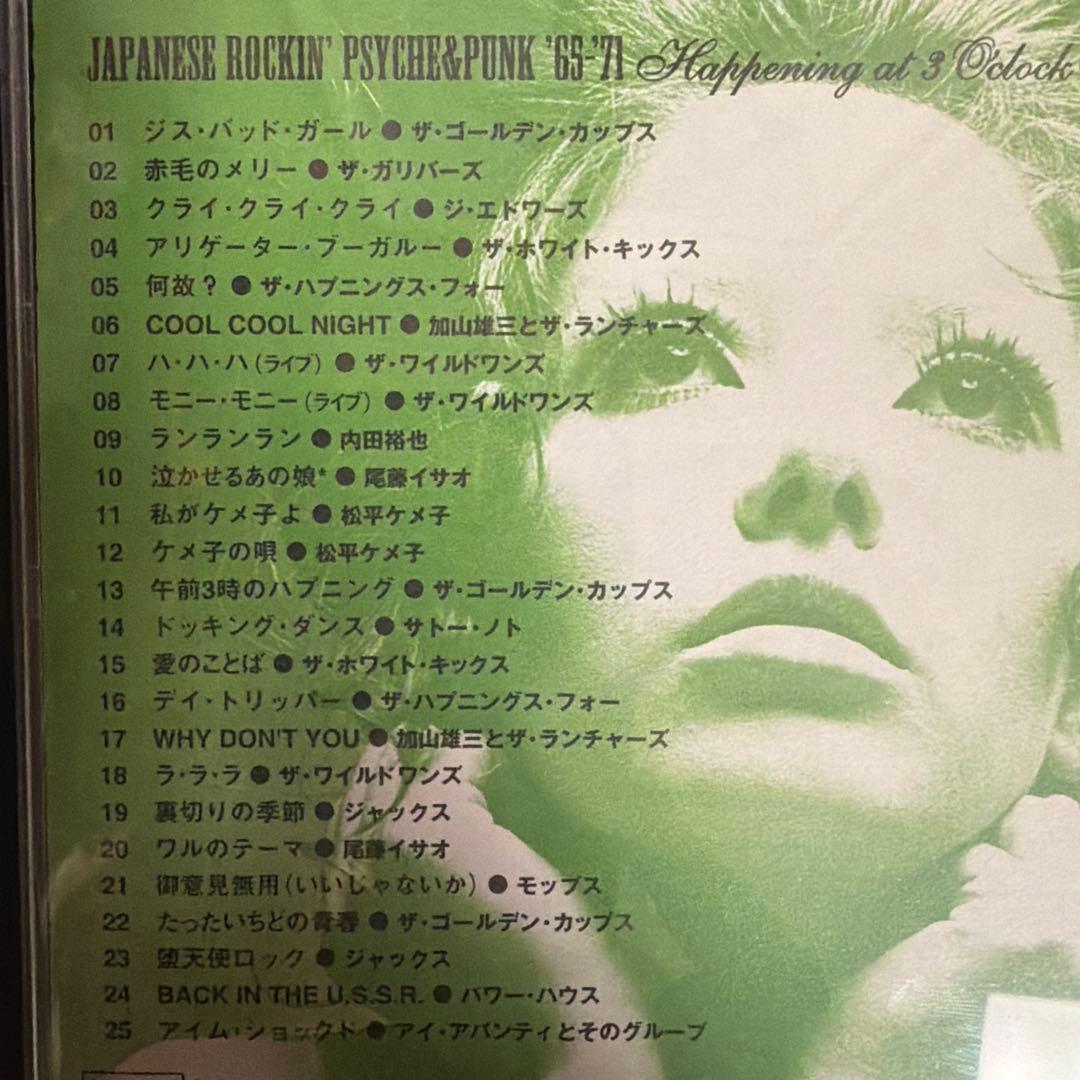 JAPANESE ROCKIN' PSYCHE&PUNK '65-'71 Happening at 3 O'clock
01 ジス・バッド・ガール ● ザ・ゴールデン・カップス
02 赤毛のメリー ● ザ・ガリバーズ
03 クライ・クライ・クライ ● ジ・エドワーズ
04 アリゲーター・ブーガルー ● ザ・ホワイト・キックス
05 何故? ● ザ・ハプニングス・フォー
06 COOL COOL NIGHT ● 加山雄三とザ・ランチャーズ
07 ハ・ハ・ハ(ライブ) ● ザ・ワイルドワンズ
08 モニー・モニー(ライブ) ● ザ・ワイルドワンズ
09 ランランラン ● 内田裕也
10 泣かせるあの娘* ● 尾藤イサオ
11 私がケメ子よ ● 松平ケメ子
12 ケメ子の唄 ● 松平ケメ子
13 午前3時のハプニング ● ザ・ゴールデン・カップス
14 ドッキング・ダンス ● サトー・ノト
15 愛のことば ● ザ・ホワイト・キックス
16 デイ・トリッパー ● ザ・ハプニングス・フォー
17 WHY DON'T YOU ● 加山雄三とザ・ランチャーズ
18 ラ・ラ・ラ ● ザ・ワイルドワンズ
19 裏切りの季節 ● ジャックス
20 ワルのテーマ ● 尾藤イサオ
21 御意見無用(いいじゃないか) ● モップス
22 たったいちどの青春 ● ザ・ゴールデン・カップス
23 堕天使ロック ● ジャックス
24 BACK IN THE U.S.S.R. ● パワー・ハウス
25 アイム・ショックド ● アイ・アバンティとそのグループ